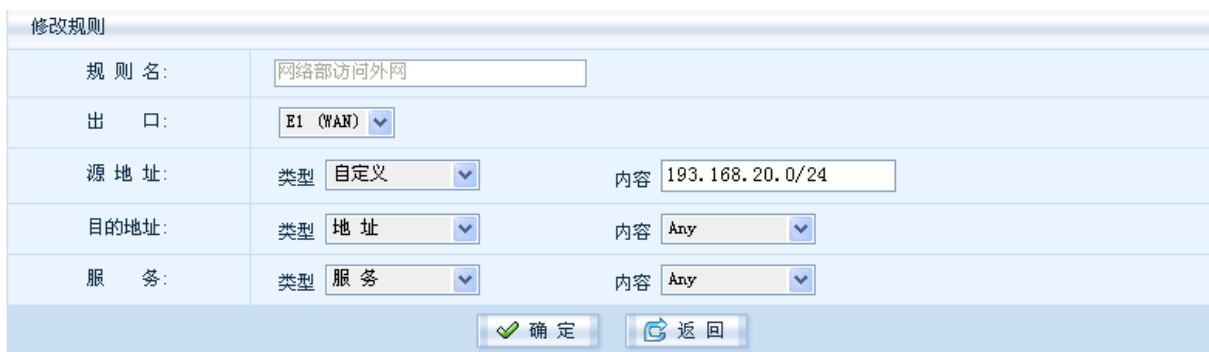 修改规则
规 则 名: 网络部访问外网
出 口: E1 (WAN)
源 地 址: 类型 自定义 内容 193.168.20.0/24
目的地址: 类型 地 址 内容 Any
服 务: 类型 服 务 内容 Any
确 定 返 回